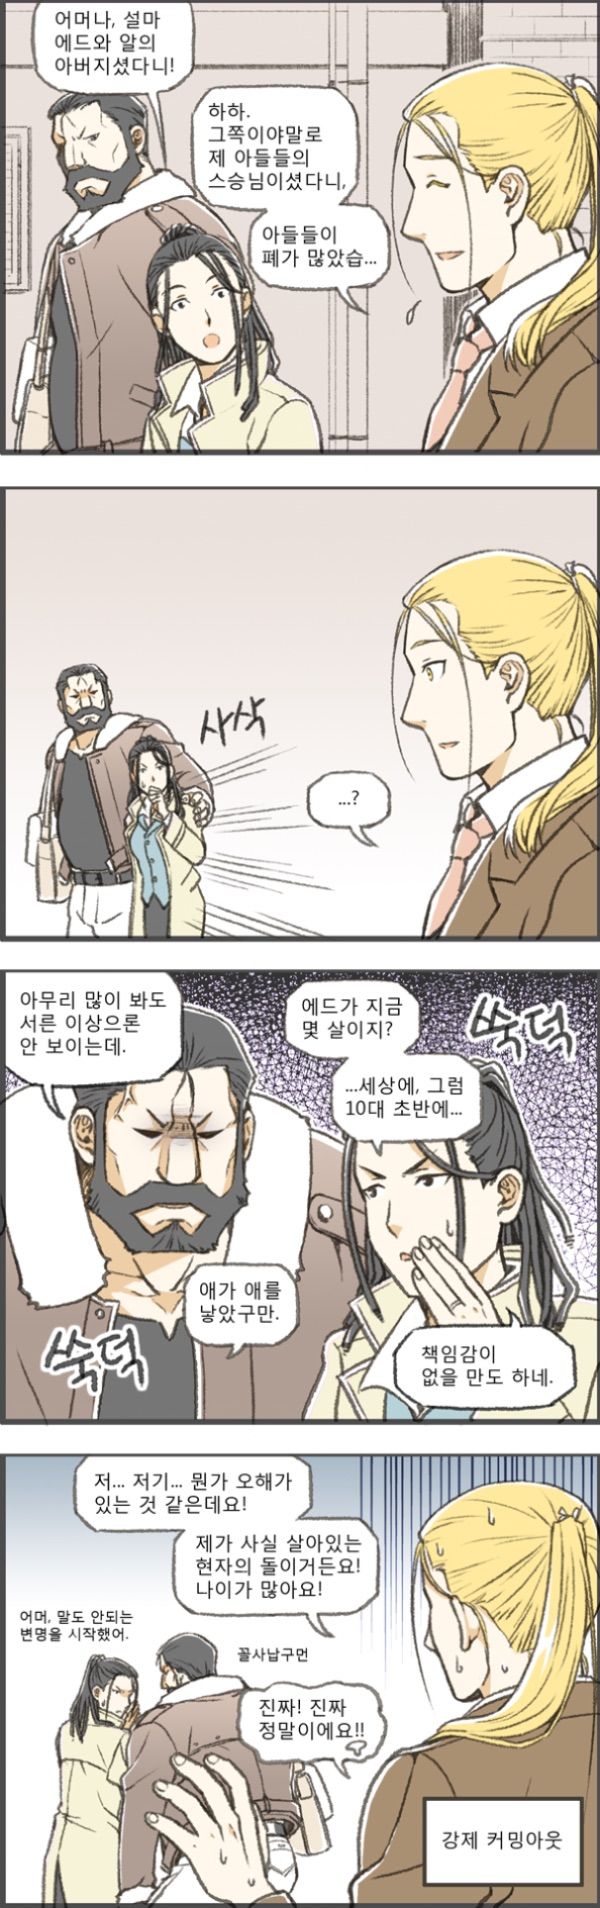 어머나, 설마
에드와 알의
아버지셨다니!
하하.
그쪽이야말로
제 아들들의
스승님이셨다니,
아들들이
폐가 많았습...
사삭
...?
아무리 많이 봐도
서른 이상으론
안 보이는데.
에드가 지금
몇 살이지?
쑥덕
...세상에, 그럼
10대 초반에...
애가 애를
낳았구만.
쑥덕
책임감이
없을 만도 하네.
저... 저기... 뭔가 오해가
있는 것 같은데요!
제가 사실 살아있는
현자의 돌이거든요!
나이가 많아요!
어머, 말도 안되는
변명을 시작했어.
꼴사납구먼
진짜! 진짜
정말이에요!!
강제 커밍아웃